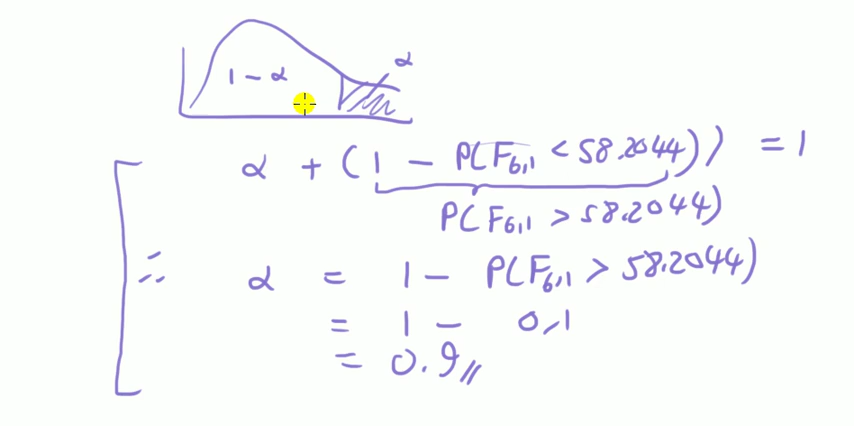 α
1 - α
α + (1 - P(F6,1 < 58.2044)) = 1
P(F6,1 > 58.2044)
∴ α = 1 - P(F6,1 > 58.2044)
= 1 - 0.1
= 0.9 //